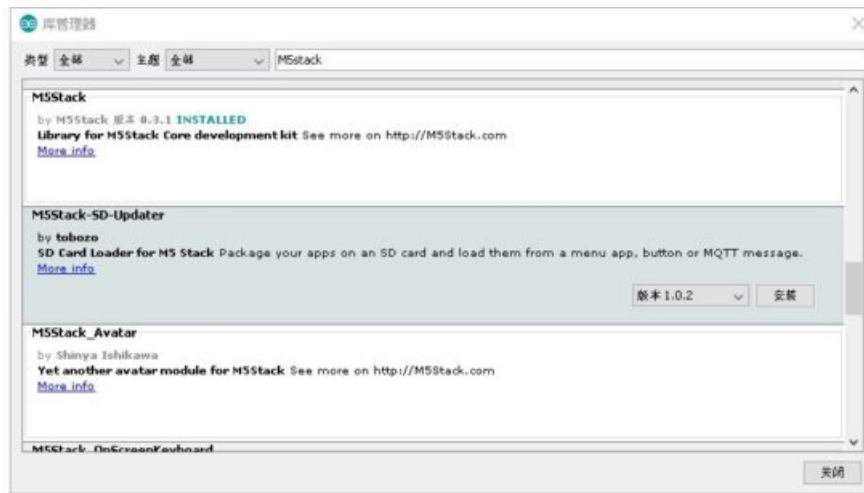 库管理器
类型 全部 主题 全部 M5stack
M5Stack
by M5Stack 版本 0.3.1 INSTALLED
Library for M5Stack Core development kit See more on http://M5Stack.com
More info
M5Stack-SD-Updater
by tobozo
SD Card Loader for M5 Stack Package your apps on an SD card and load them from a menu app, button or MQTT message.
More info
版本 1.0.2 安装
M5Stack_Avatar
by Shinya Ishikawa
Yet another avatar module for M5Stack See more on http://M5Stack.com
More info
M5Stack_OnScreenKeyboard
关闭